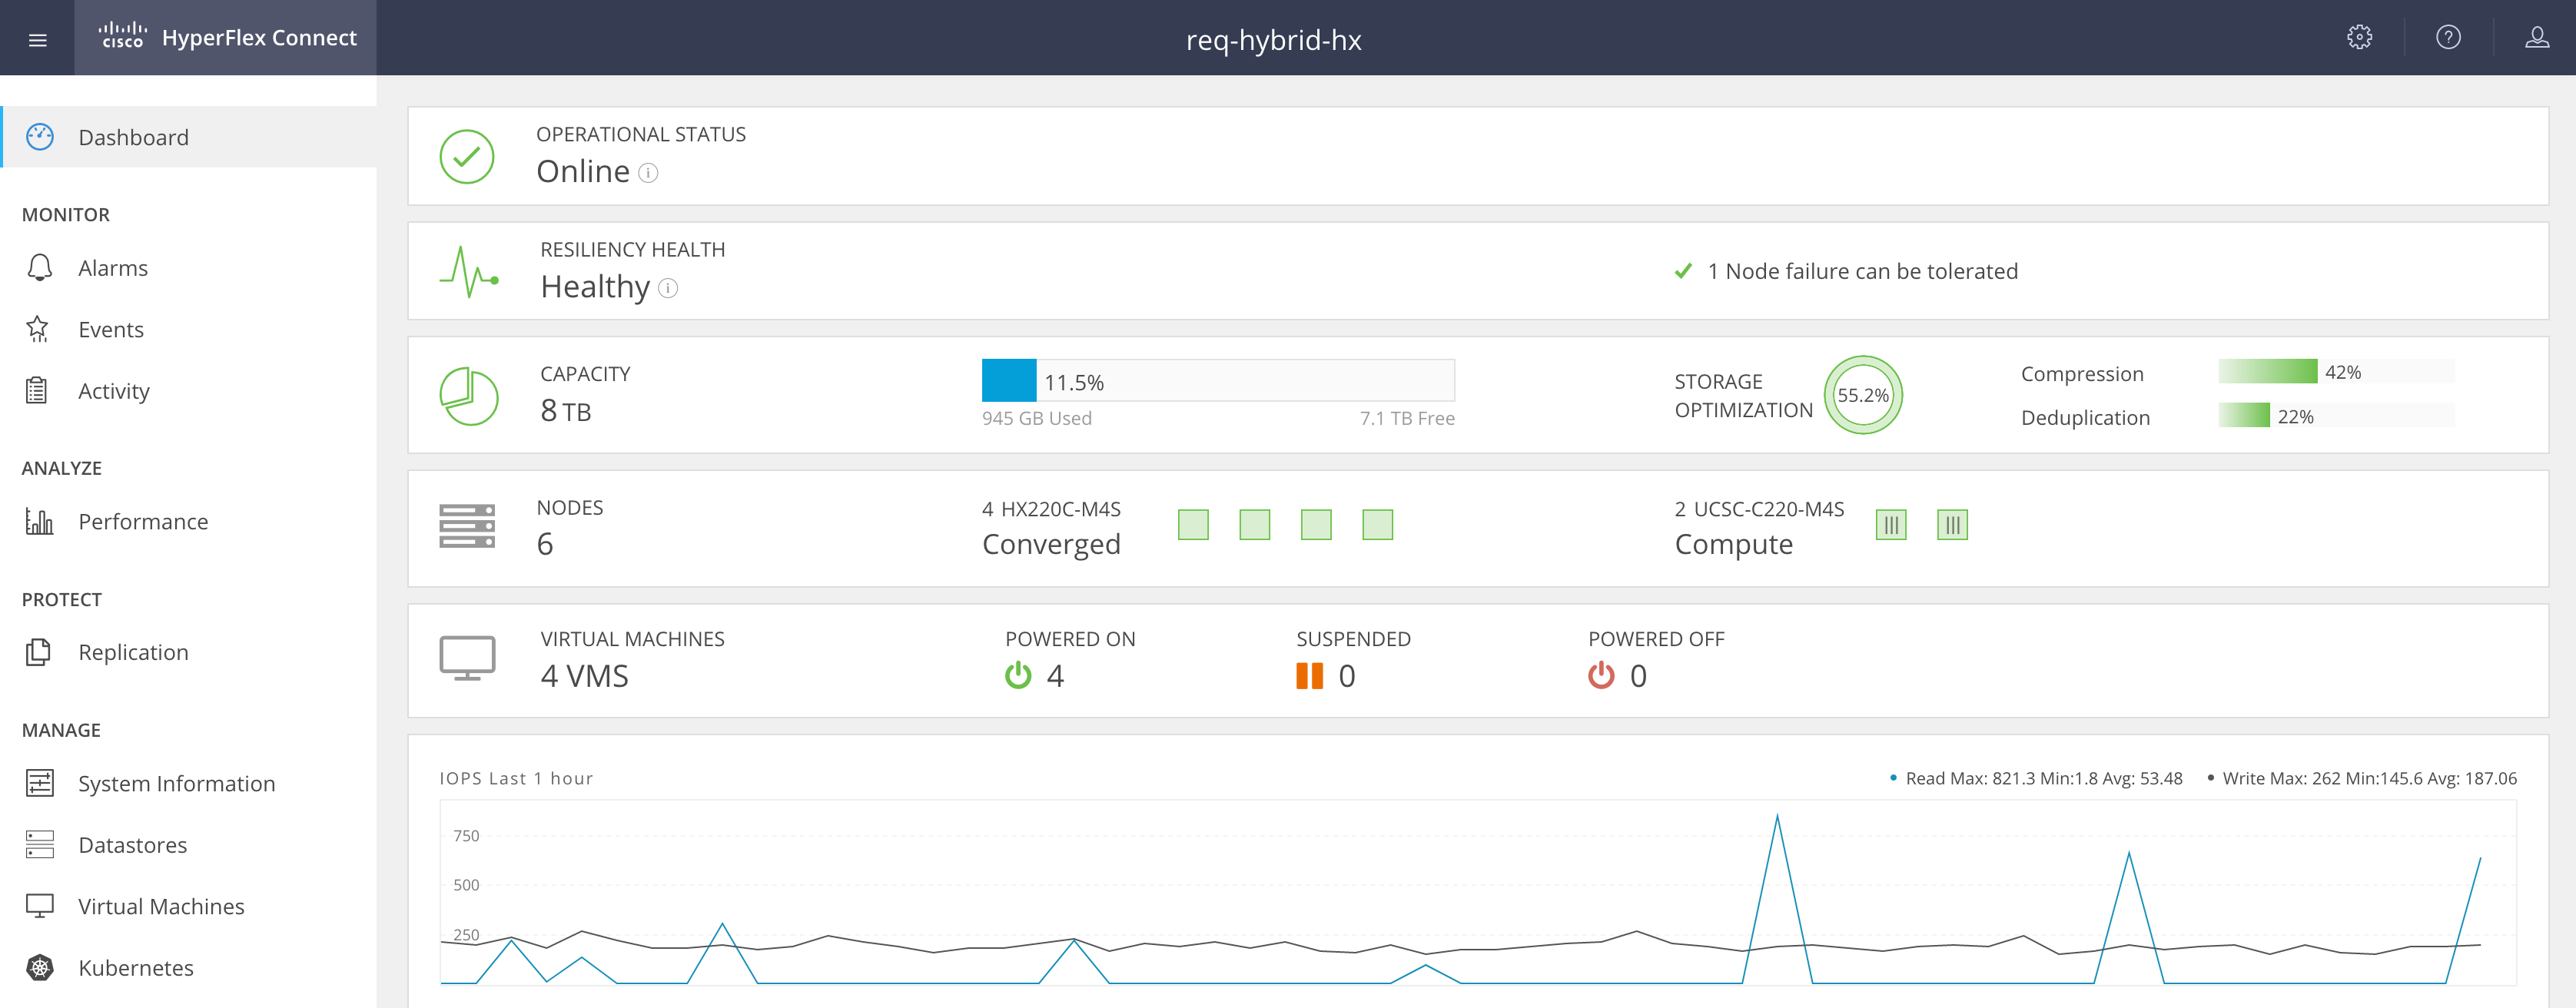 CISCO
HyperFlex Connect
req-hybrid-hx
?
Dashboard
MONITOR
Alarms
Events
Activity
ANALYZE
Performance
PROTECT
Replication
MANAGE
System Information
Datastores
Virtual Machines
Kubernetes
OPERATIONAL STATUS
Online i
RESILIENCY HEALTH
Healthy i
1 Node failure can be tolerated
CAPACITY
8 TB
11.5%
945 GB Used 7.1 TB Free
STORAGE
OPTIMIZATION
55.2%
Compression 42%
Deduplication 22%
NODES
6
4 HX220C-M4S
Converged
2 UCSC-C220-M4S
Compute
VIRTUAL MACHINES
4 VMS
POWERED ON
4
SUSPENDED
0
POWERED OFF
0
IOPS Last 1 hour
Read Max: 821.3 Min:1.8 Avg: 53.48 Write Max: 262 Min:145.6 Avg: 187.06
750
500
250